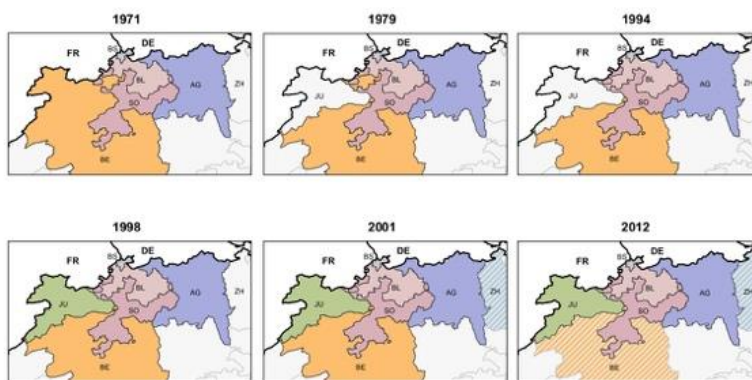 1971
FR
DE
BS
BL
AG
ZH
SO
BE
1979
FR
DE
BS
BL
AG
ZH
JU
SO
BE
1994
FR
DE
BS
BL
AG
ZH
JU
SO
BE
1998
FR
DE
BS
BL
AG
ZH
JU
SO
BE
2001
FR
DE
BS
BL
AG
ZH
JU
SO
BE
2012
FR
DE
BS
BL
AG
ZH
JU
SO
BE